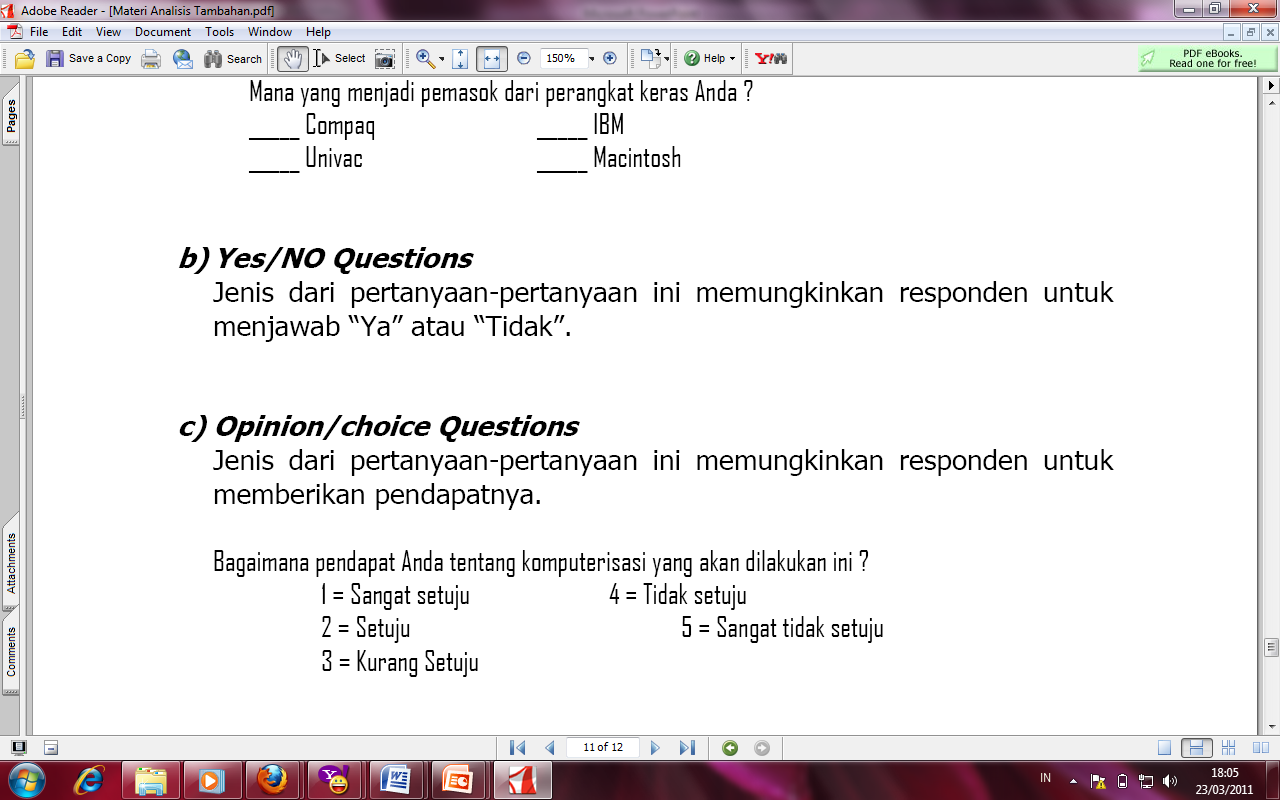 Adobe Reader - [Materi Analisis Tambahan.pdf]
File Edit View Document Tools Window Help
Save a Copy Search Select 150% Help Y! PDF eBooks.
Read one for free!
Pages
Mana yang menjadi pemasok dari perangkat keras Anda ?
_____ Compaq _____ IBM
_____ Univac _____ Macintosh
b) Yes/NO Questions
Jenis dari pertanyaan-pertanyaan ini memungkinkan responden untuk
menjawab “Ya” atau “Tidak”.
c) Opinion/choice Questions
Jenis dari pertanyaan-pertanyaan ini memungkinkan responden untuk
memberikan pendapatnya.
Attachments
Bagaimana pendapat Anda tentang komputerisasi yang akan dilakukan ini ?
1 = Sangat setuju 4 = Tidak setuju
2 = Setuju 5 = Sangat tidak setuju
3 = Kurang Setuju
Comments
11 of 12
IN 18:05
23/03/2011